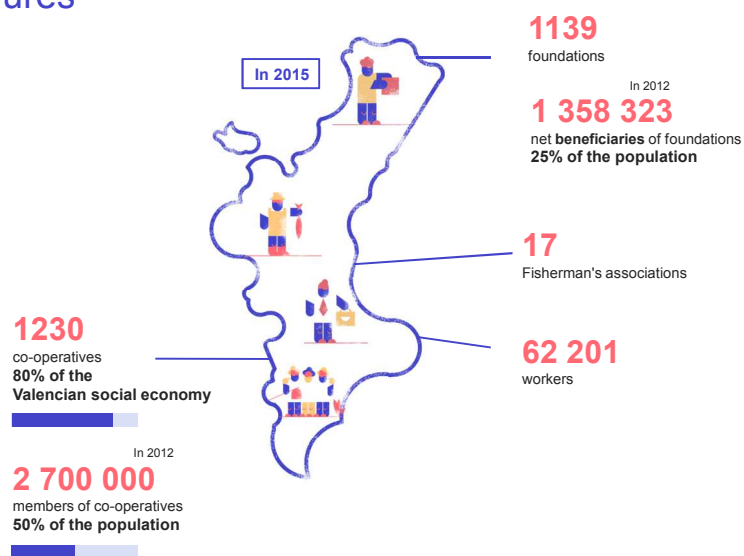 In 2015
1139
foundations
In 2012
1 358 323
net beneficiaries of foundations
25% of the population
17
Fisherman's associations
62 201
workers
1230
co-operatives
80% of the
Valencian social economy
In 2012
2 700 000
members of co-operatives
50% of the population